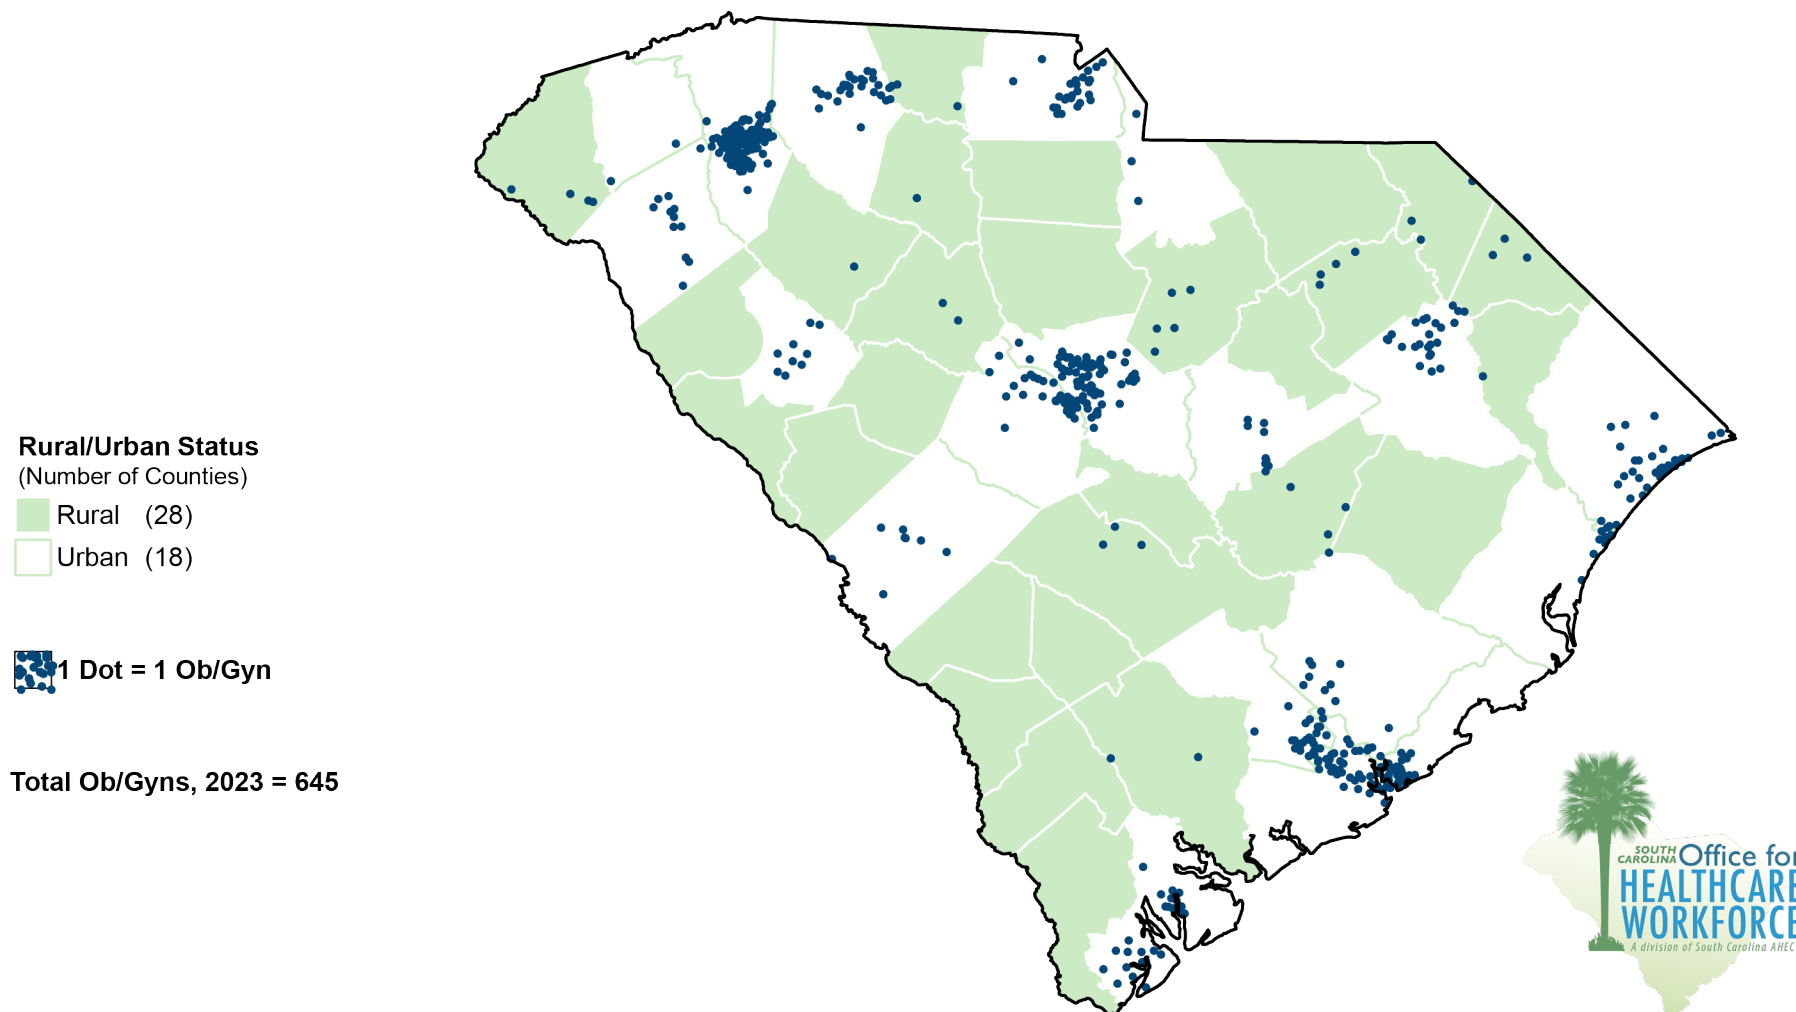 Rural/Urban Status
(Number of Counties)
Rural (28)
Urban (18)
1 Dot = 1 Ob/Gyn
Total Ob/Gyns, 2023 = 645
SOUTH CAROLINA Office for
HEALTHCARE
WORKFORCE
A division of South Carolina AHEC